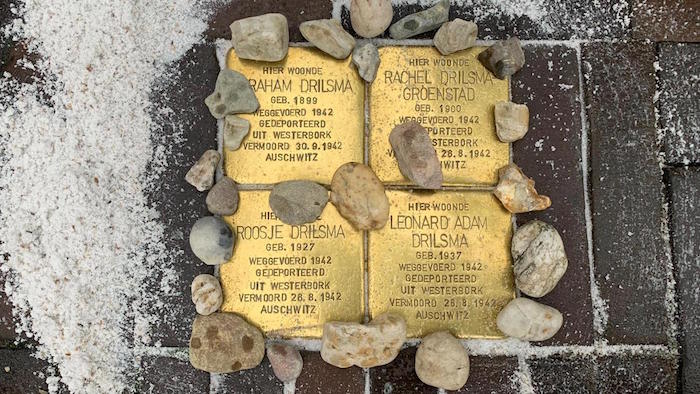 HIER WOONDE
RAHAM DRILSMA
GEB. 1899
WEGGEVOERD 1942
GEDEPORTEERD
UIT WESTERBORK
VERMOORD 30.9.1942
AUSCHWITZ
HIER WOONDE
RACHEL DRILSMA
GROENSTAD
GEB.
WEGGEVOERD 1942
GEDEPORTEERD
WESTERBORK
28.8.1942
AUSCHWITZ
HIER
ROOSJE DRILSMA
GEB. 1927
WEGGEVOERD 1942
GEDEPORTEERD
UIT WESTERBORK
VERMOORD 28.8.1942
AUSCHWITZ
HIER WOONDE
LEONARD ADAM
DRILSMA
GEB. 1937
WEGGEVOERD 1942
GEDEPORTEERD
UIT WESTERBORK
VERMOORD 28.8.1942
AUSCHWITZ